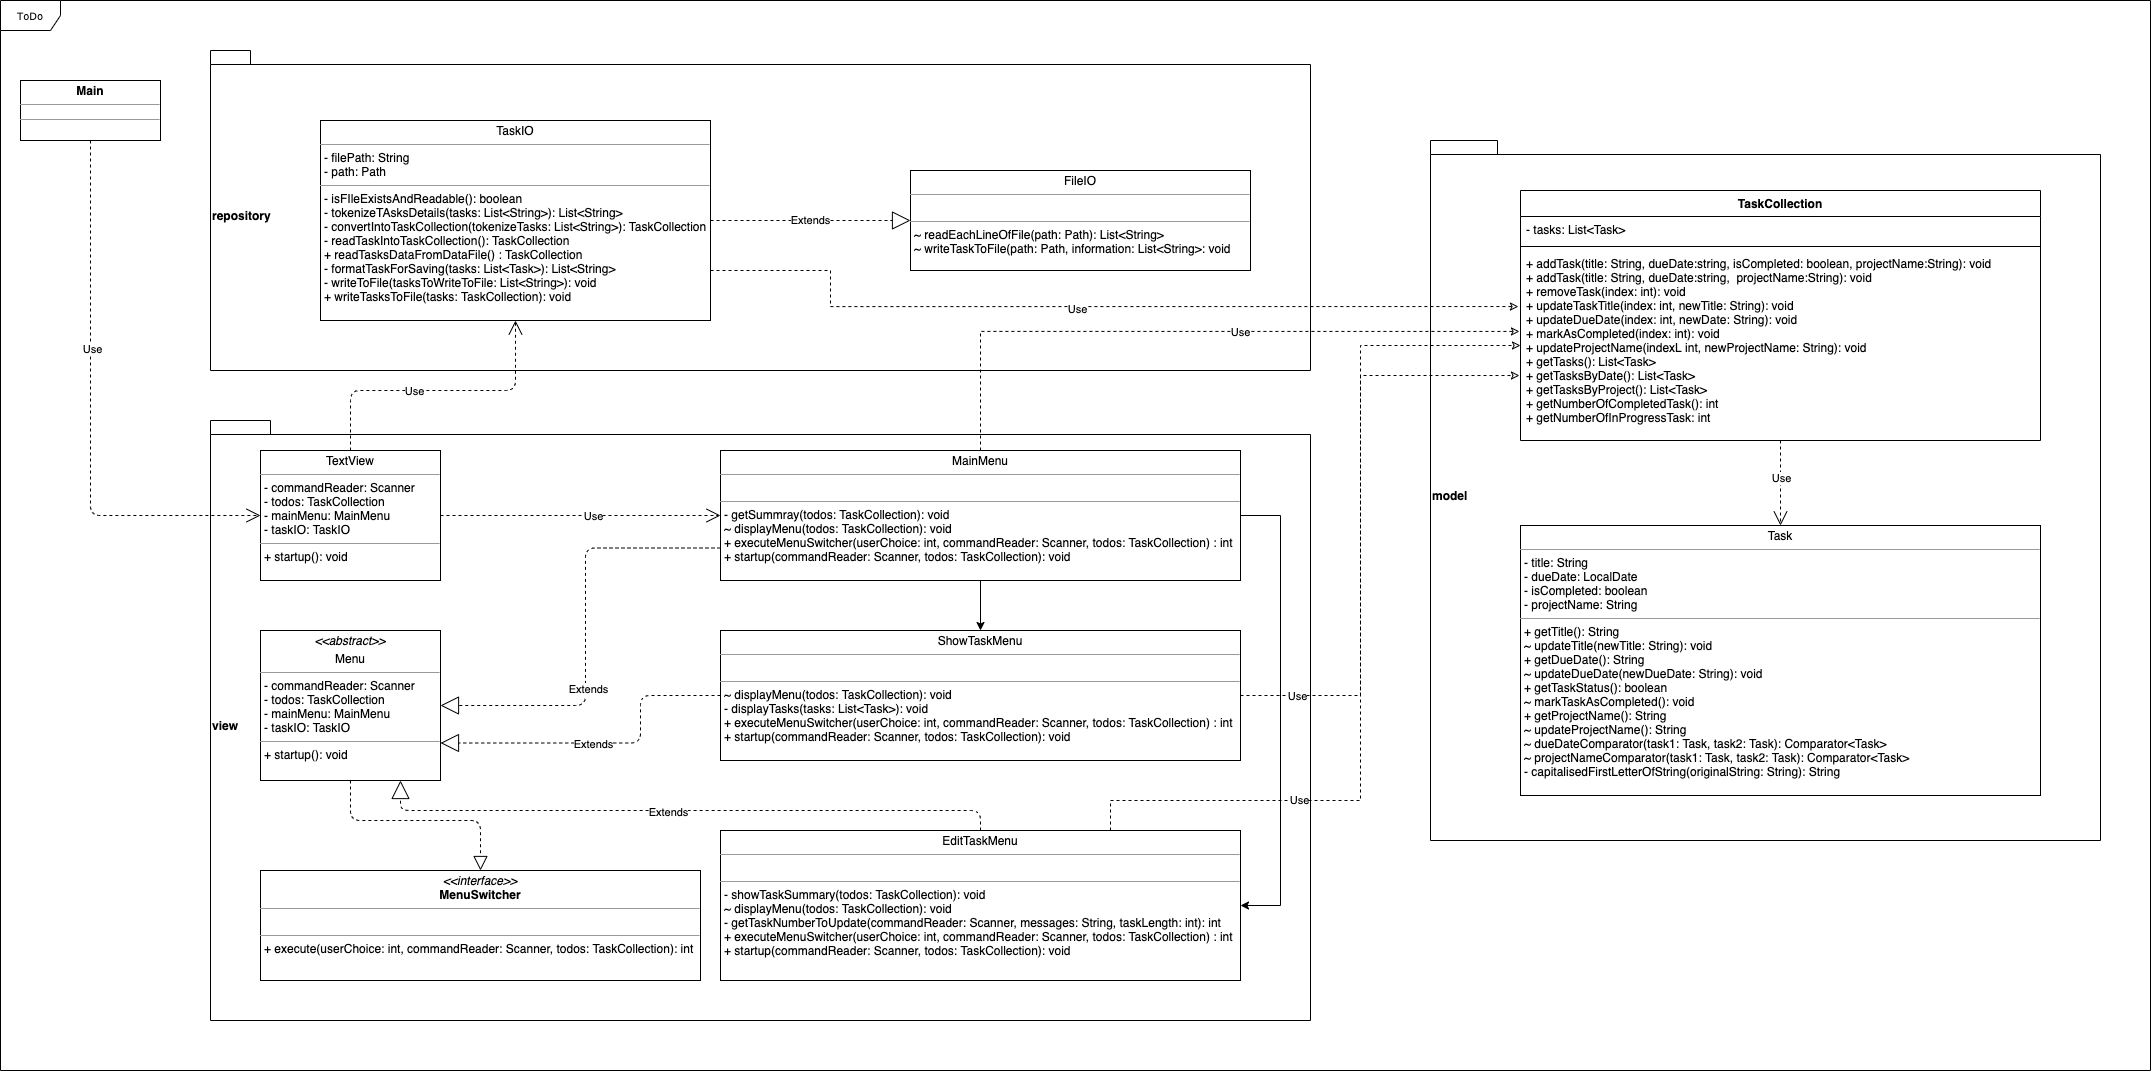 ToDo
Main
Use
repository
TaskIO
- filePath: String
- path: Path
- isFIleExistsAndReadable(): boolean
- tokenizeTAsksDetails(tasks: List<String>): List<String>
- convertIntoTaskCollection(tokenizeTasks: List<String>): TaskCollection
- readTaskIntoTaskCollection(): TaskCollection
+ readTasksDataFromDataFile() : TaskCollection
- formatTaskForSaving(tasks: List<Task>): List<String>
- writeToFile(tasksToWriteToFile: List<String>): void
+ writeTasksToFile(tasks: TaskCollection): void
Extends
FileIO
~ readEachLineOfFile(path: Path): List<String>
~ writeTaskToFile(path: Path, information: List<String>: void
Use
Use
Use
model
TaskCollection
- tasks: List<Task>
+ addTask(title: String, dueDate:string, isCompleted: boolean, projectName:String): void
+ addTask(title: String, dueDate:string,  projectName:String): void
+ removeTask(index: int): void
+ updateTaskTitle(index: int, newTitle: String): void
+ updateDueDate(index: int, newDate: String): void
+ markAsCompleted(index: int): void
+ updateProjectName(indexL int, newProjectName: String): void
+ getTasks(): List<Task>
+ getTasksByDate(): List<Task>
+ getTasksByProject(): List<Task>
+ getNumberOfCompletedTask(): int
+ getNumberOfInProgressTask: int
Use
Task
- title: String
- dueDate: LocalDate
- isCompleted: boolean
- projectName: String
+ getTitle(): String
~ updateTitle(newTitle: String): void
+ getDueDate(): String
~ updateDueDate(newDueDate: String): void
+ getTaskStatus(): boolean
~ markTaskAsCompleted(): void
+ getProjectName(): String
~ updateProjectName(): String
~ dueDateComparator(task1: Task, task2: Task): Comparator<Task>
~ projectNameComparator(task1: Task, task2: Task): Comparator<Task>
- capitalisedFirstLetterOfString(originalString: String): String
view
TextView
- commandReader: Scanner
- todos: TaskCollection
- mainMenu: MainMenu
- taskIO: TaskIO
+ startup(): void
Use
MainMenu
- getSummray(todos: TaskCollection): void
~ displayMenu(todos: TaskCollection): void
+ executeMenuSwitcher(userChoice: int, commandReader: Scanner, todos: TaskCollection) : int
+ startup(commandReader: Scanner, todos: TaskCollection): void
<<abstract>>
Menu
- commandReader: Scanner
- todos: TaskCollection
- mainMenu: MainMenu
- taskIO: TaskIO
+ startup(): void
Extends
Extends
ShowTaskMenu
~ displayMenu(todos: TaskCollection): void
- displayTasks(tasks: List<Task>): void
+ executeMenuSwitcher(userChoice: int, commandReader: Scanner, todos: TaskCollection) : int
+ startup(commandReader: Scanner, todos: TaskCollection): void
Use
Use
Extends
<<interface>>
MenuSwitcher
+ execute(userChoice: int, commandReader: Scanner, todos: TaskCollection): int
EditTaskMenu
- showTaskSummary(todos: TaskCollection): void
~ displayMenu(todos: TaskCollection): void
- getTaskNumberToUpdate(commandReader: Scanner, messages: String, taskLength: int): int
+ executeMenuSwitcher(userChoice: int, commandReader: Scanner, todos: TaskCollection) : int
+ startup(commandReader: Scanner, todos: TaskCollection): void